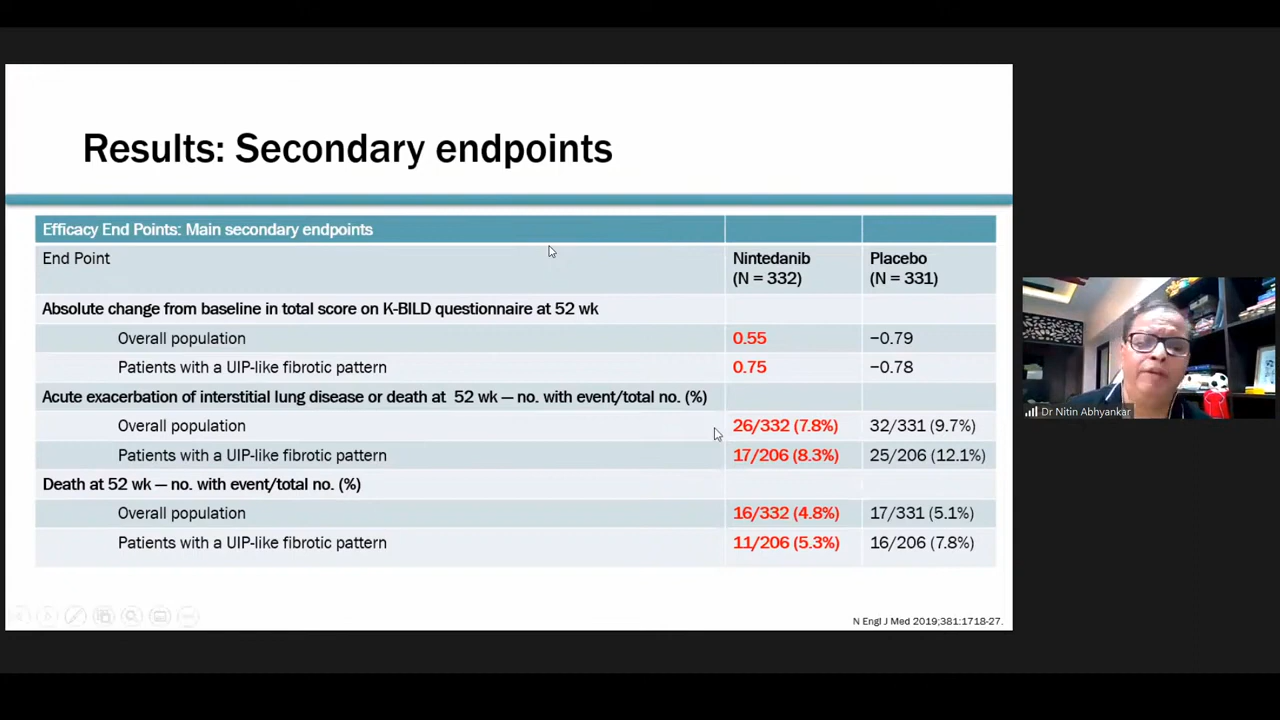 Results: Secondary endpoints
Efficacy End Points: Main secondary endpoints
End Point Nintedanib (N = 332) Placebo (N = 331)
Absolute change from baseline in total score on K-BILD questionnaire at 52 wk
Overall population 0.55 −0.79
Patients with a UIP-like fibrotic pattern 0.75 −0.78
Acute exacerbation of interstitial lung disease or death at 52 wk — no. with event/total no. (%)
Overall population 26/332 (7.8%) 32/331 (9.7%)
Patients with a UIP-like fibrotic pattern 17/206 (8.3%) 25/206 (12.1%)
Death at 52 wk — no. with event/total no. (%)
Overall population 16/332 (4.8%) 17/331 (5.1%)
Patients with a UIP-like fibrotic pattern 11/206 (5.3%) 16/206 (7.8%)
N Engl J Med 2019;381:1718-27.
Dr Nitin Abhyankar